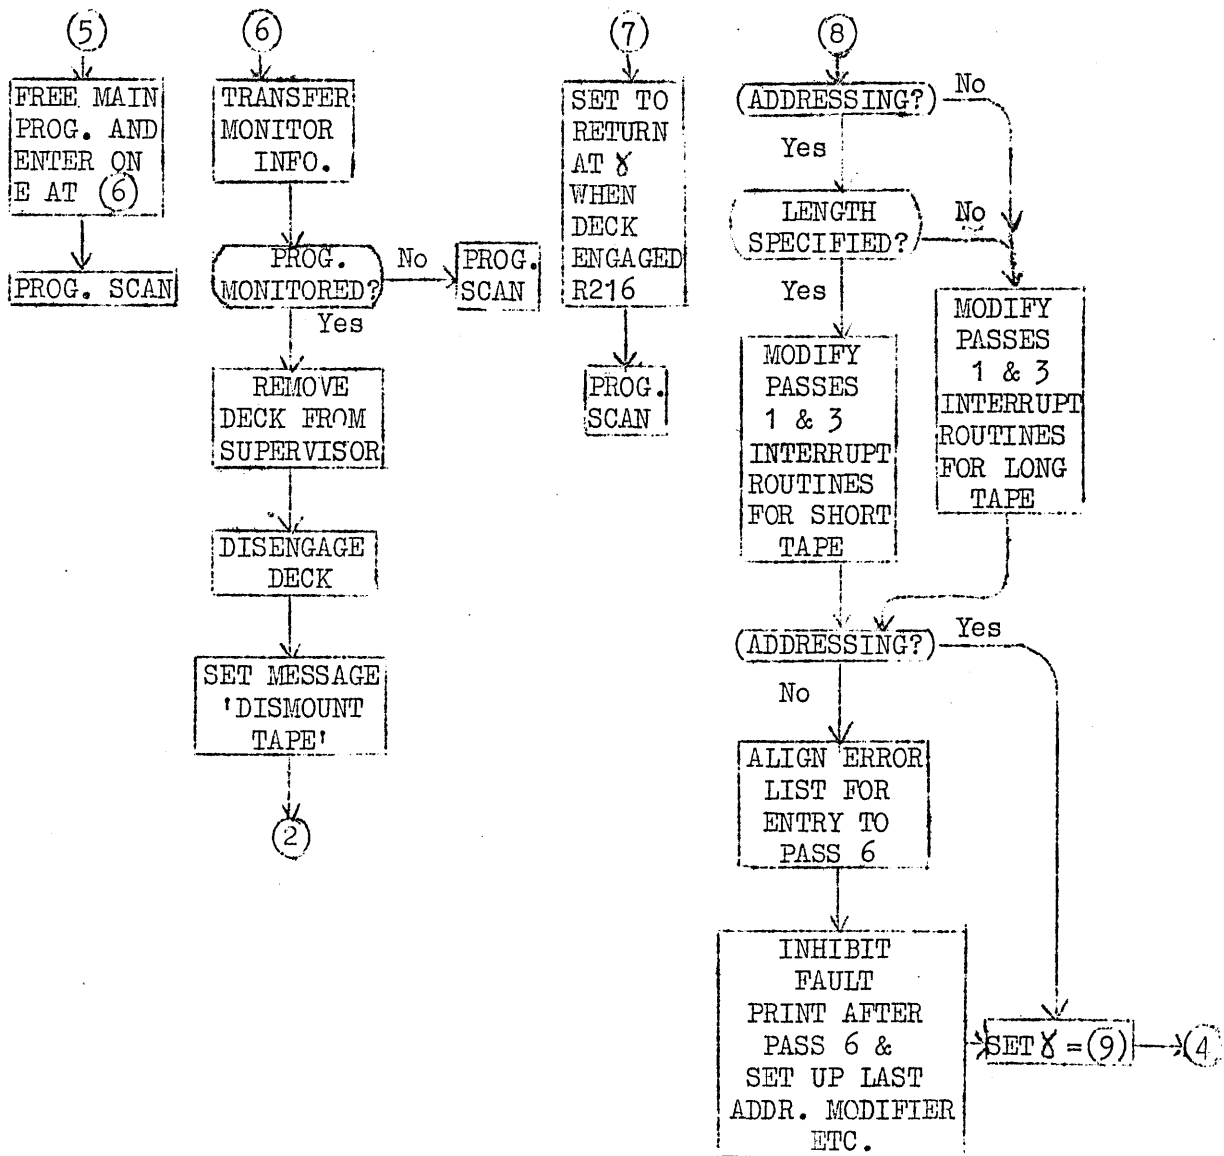 5
FREE MAIN
PROG. AND
ENTER ON
E AT 6
PROG. SCAN
6
TRANSFER
MONITOR
INFO.
PROG.
MONITORED?
No
PROG.
SCAN
Yes
REMOVE
DECK FROM
SUPERVISOR
DISENGAGE
DECK
SET MESSAGE
'DISMOUNT
TAPE'
2
7
SET TO
RETURN
AT ɣ
WHEN
DECK
ENGAGED
R216
PROG.
SCAN
8
ADDRESSING?
No
Yes
LENGTH
SPECIFIED?
No
Yes
MODIFY
PASSES
1 & 3
INTERRUPT
ROUTINES
FOR SHORT
TAPE
MODIFY
PASSES
1 & 3
INTERRUPT
ROUTINES
FOR LONG
TAPE
ADDRESSING?
Yes
No
ALIGN ERROR
LIST FOR
ENTRY TO
PASS 6
INHIBIT
FAULT
PRINT AFTER
PASS 6 &
SET UP LAST
ADDR. MODIFIER
ETC.
SET ɣ = 9
4